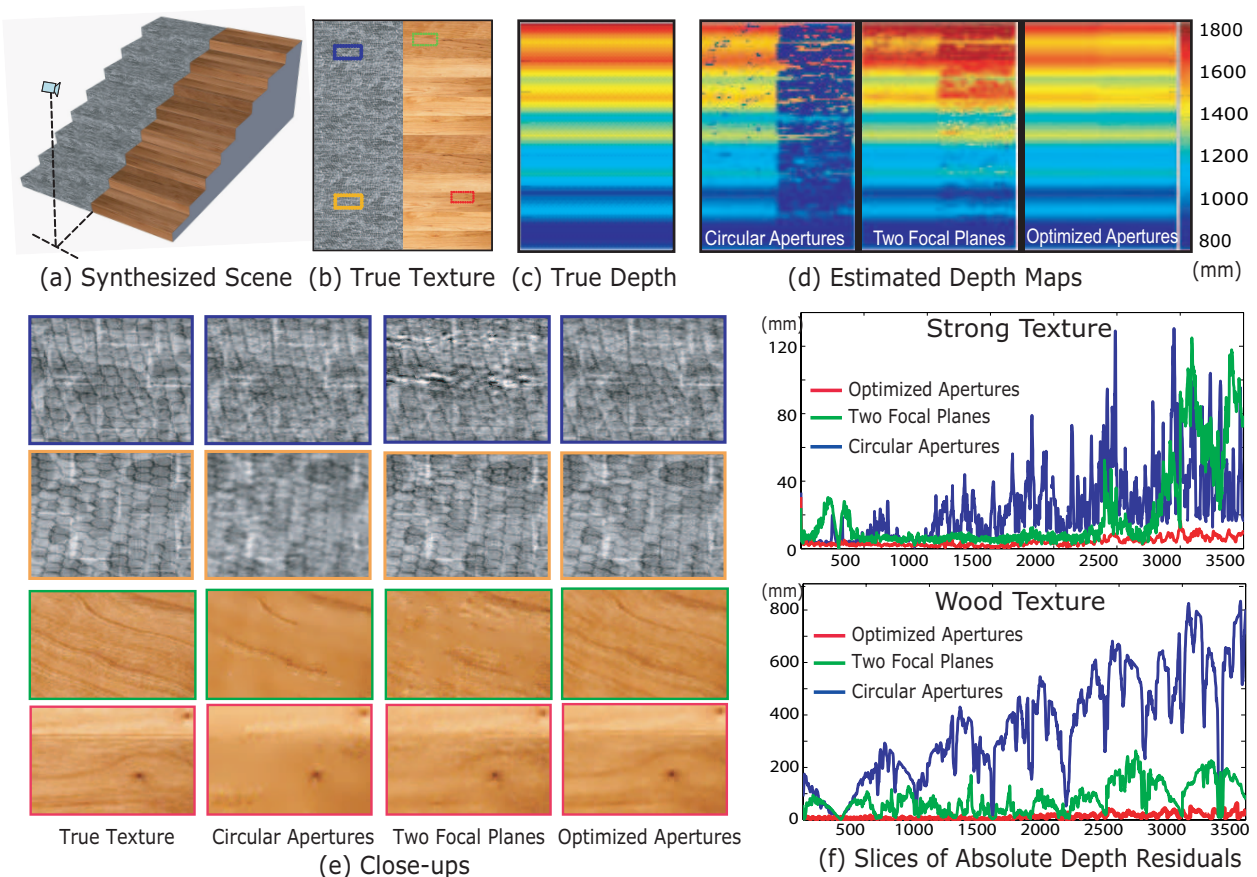 1800
1600
1400
1200
1000
800
(mm)
Circular Apertures
Two Focal Planes
Optimized Apertures
(a) Synthesized Scene
(b) True Texture
(c) True Depth
(d) Estimated Depth Maps
(mm)
Strong Texture
120
80
40
0
Optimized Apertures
Two Focal Planes
Circular Apertures
500 1000 1500 2000 2500 3000 3500
(mm)
Wood Texture
800
600
400
200
0
Optimized Apertures
Two Focal Planes
Circular Apertures
500 1000 1500 2000 2500 3000 3500
True Texture
Circular Apertures
Two Focal Planes
Optimized Apertures
(e) Close-ups
(f) Slices of Absolute Depth Residuals